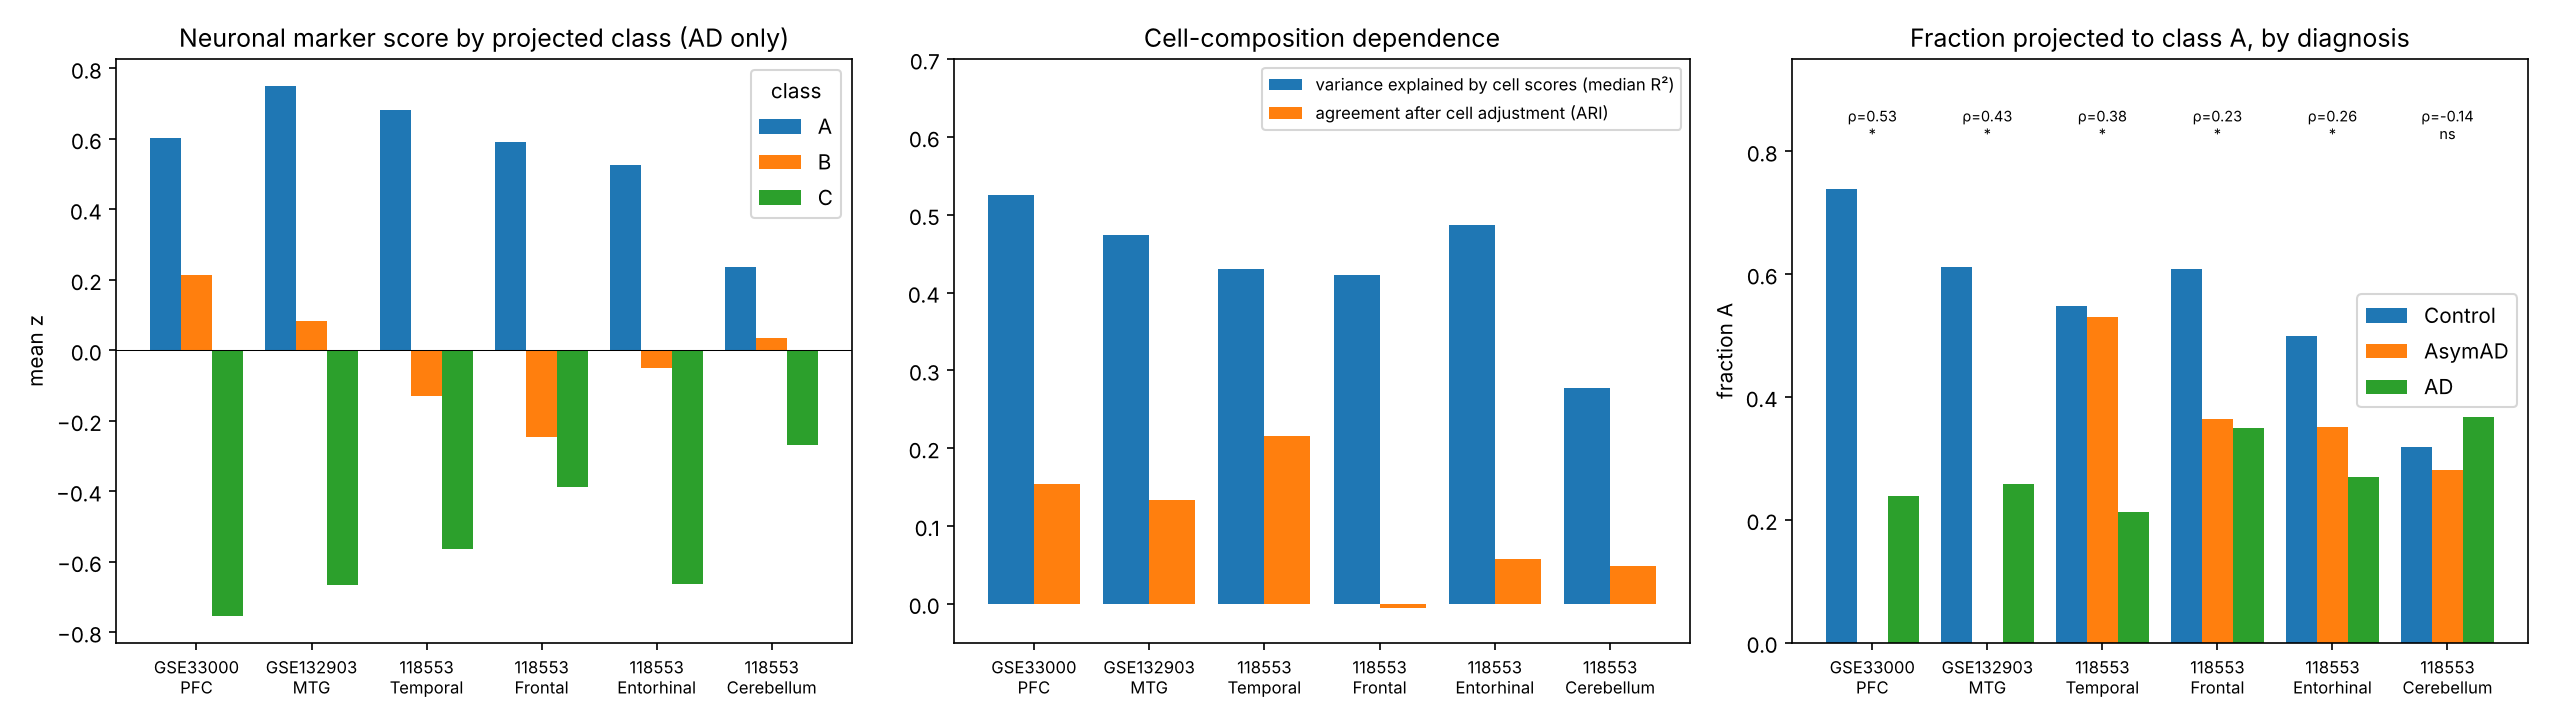 Neuronal marker score by projected class (AD only)
mean z
0.8
0.6
0.4
0.2
0.0
−0.2
−0.4
−0.6
−0.8
class
A
B
C
GSE33000
PFC
GSE132903
MTG
118553
Temporal
118553
Frontal
118553
Entorhinal
118553
Cerebellum
Cell-composition dependence
0.7
0.6
0.5
0.4
0.3
0.2
0.1
0.0
variance explained by cell scores (median R²)
agreement after cell adjustment (ARI)
GSE33000
PFC
GSE132903
MTG
118553
Temporal
118553
Frontal
118553
Entorhinal
118553
Cerebellum
Fraction projected to class A, by diagnosis
fraction A
0.8
0.6
0.4
0.2
0.0
ρ=0.53
*
ρ=0.43
*
ρ=0.38
*
ρ=0.23
*
ρ=0.26
*
ρ=-0.14
ns
Control
AsymAD
AD
GSE33000
PFC
GSE132903
MTG
118553
Temporal
118553
Frontal
118553
Entorhinal
118553
Cerebellum